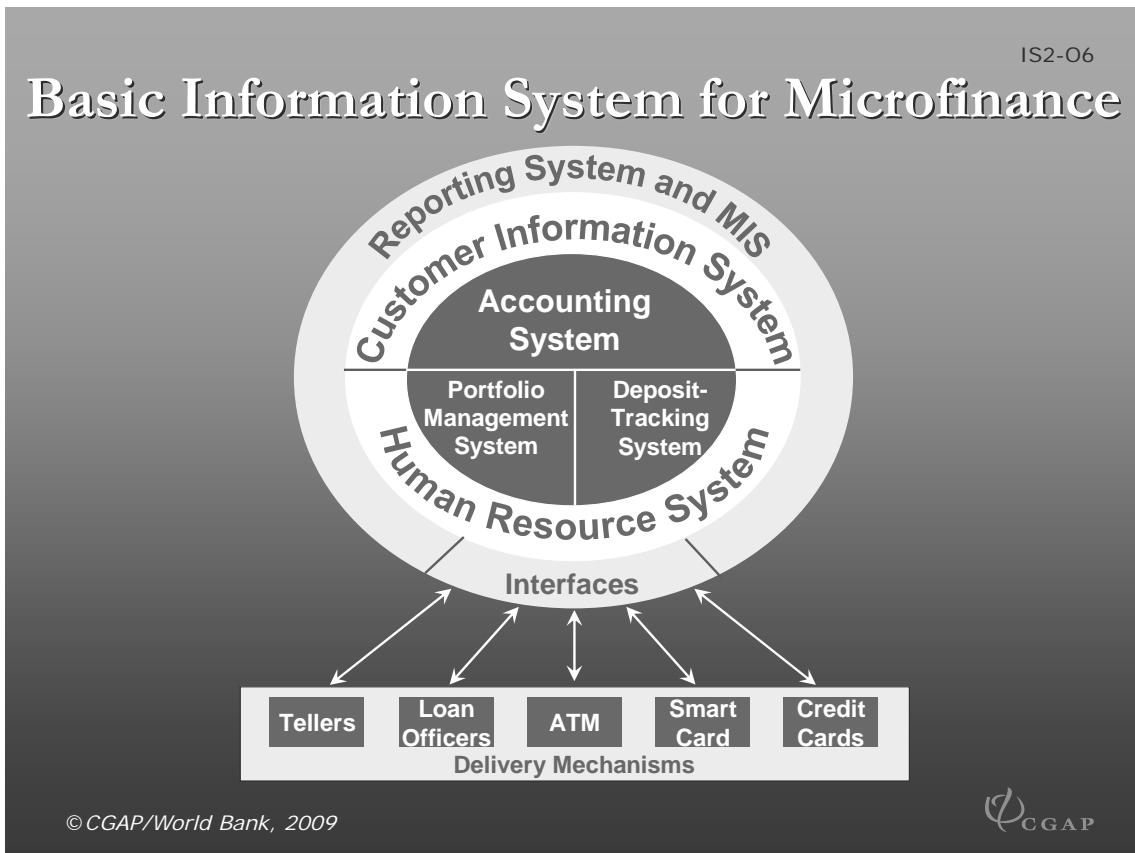 IS2-O6
Basic Information System for Microfinance
Reporting System and MIS
Customer Information System
Accounting
System
Portfolio
Management
System
Deposit-
Tracking
System
Human Resource System
Interfaces
Tellers
Loan
Officers
ATM
Smart
Card
Credit
Cards
Delivery Mechanisms
© CGAP/World Bank, 2009
CGAP